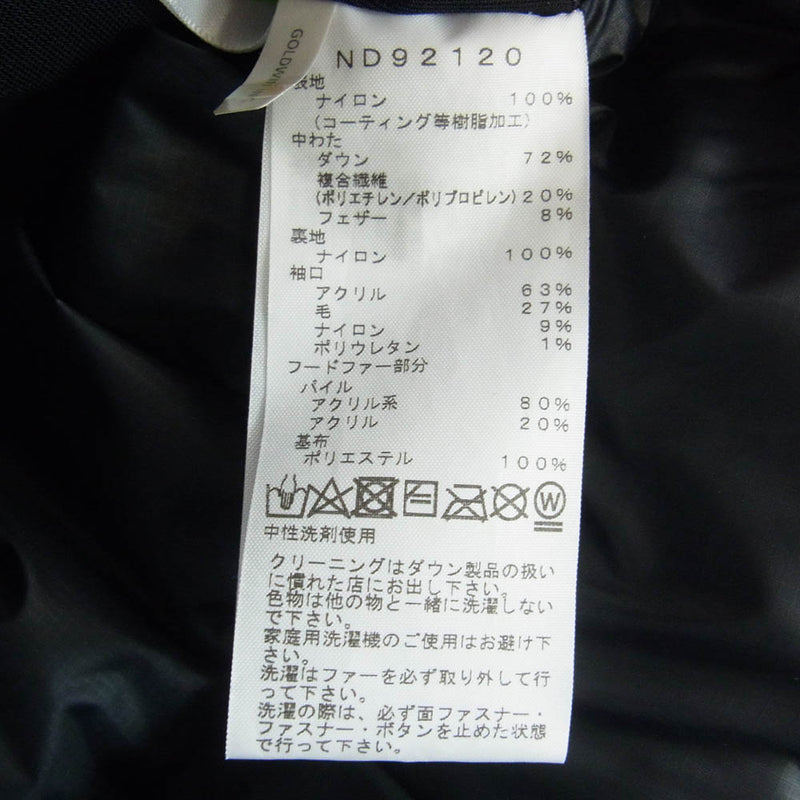 GOLDWIN
ND92120
表地
ナイロン 100%
(コーティング等樹脂加工)
中わた
ダウン 72%
複合繊維
(ポリエチレン/ポリプロピレン) 20%
フェザー 8%
裏地
ナイロン 100%
袖口
アクリル 63%
毛 27%
ナイロン 9%
ポリウレタン 1%
フードファー部分
パイル
アクリル系 80%
アクリル 20%
基布
ポリエステル 100%
W
中性洗剤使用
クリーニングはダウン製品の扱い
に慣れた店にお出し下さい。
色物は他の物と一緒に洗濯しない
で下さい。
家庭用洗濯機のご使用はお避け下
さい。
洗濯はファーを必ず取り外して行
って下さい。
洗濯の際は、必ず面ファスナー・
ファスナー・ボタンを止めた状態
で行って下さい。